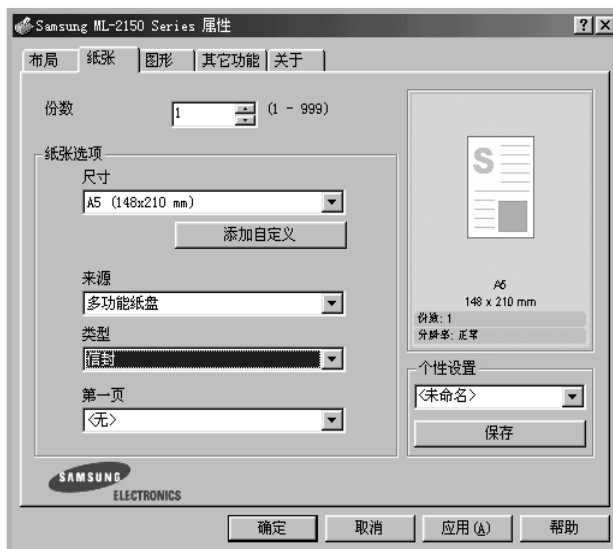 Samsung ML-2150 Series 属性
布局 纸张 图形 其它功能 关于
份数 1 (1 - 999)
纸张选项
尺寸
A5 (148x210 mm)
添加自定义
来源
多功能纸盘
类型
信封
第一页
<无>
S
A5
148 x 210 mm
份数: 1
分辨率: 正常
个性设置
<未命名>
保存
SAMSUNG
ELECTRONICS
确定 取消 应用(A) 帮助